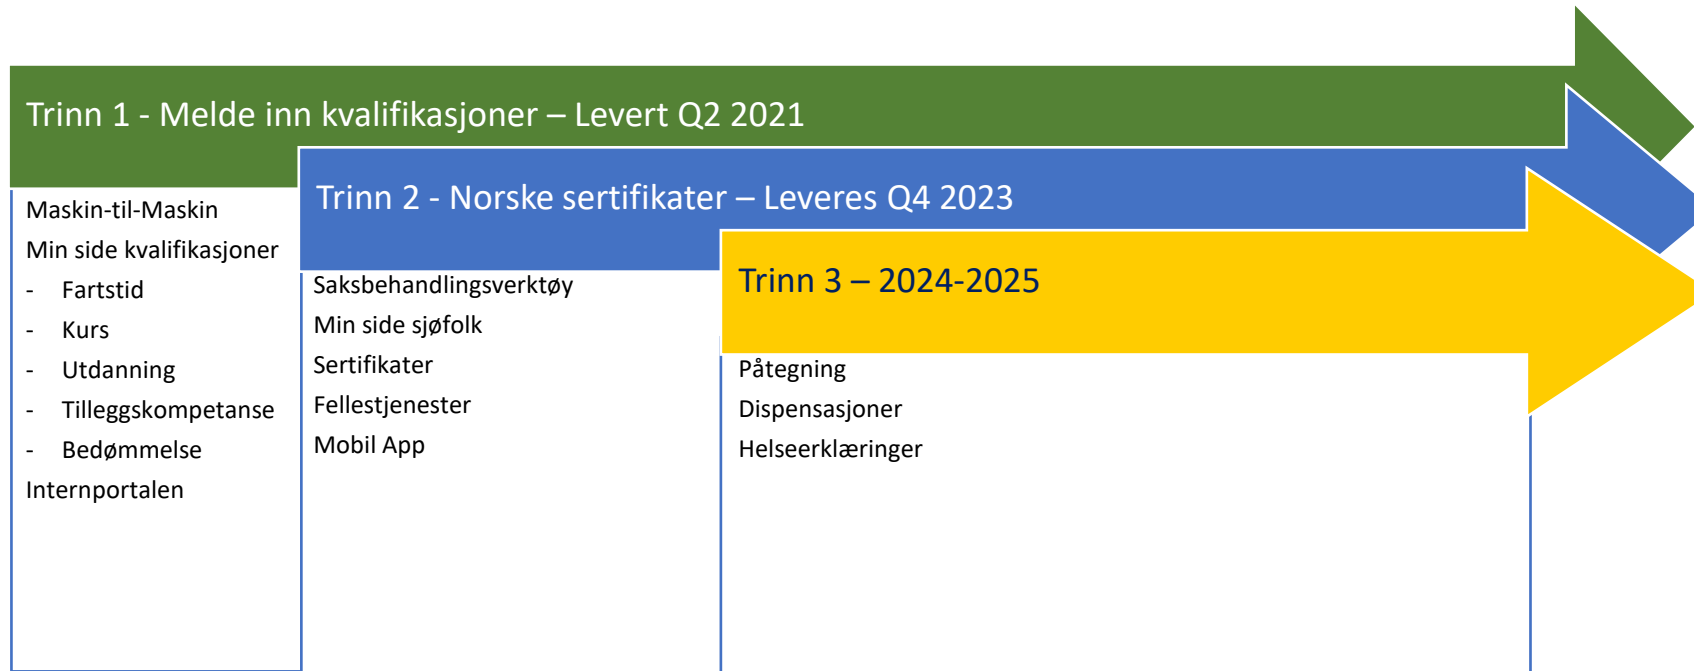 Trinn 1 - Melde inn kvalifikasjoner – Levert Q2 2021
Maskin-til-Maskin
Min side kvalifikasjoner
- Fartstid
- Kurs
- Utdanning
- Tilleggskompetanse
- Bedømmelse
Internportalen
Trinn 2 - Norske sertifikater – Leveres Q4 2023
Saksbehandlingsverktøy
Min side sjøfolk
Sertifikater
Fellestjenester
Mobil App
Trinn 3 – 2024-2025
Påtegning
Dispensasjoner
Helseerklæringer